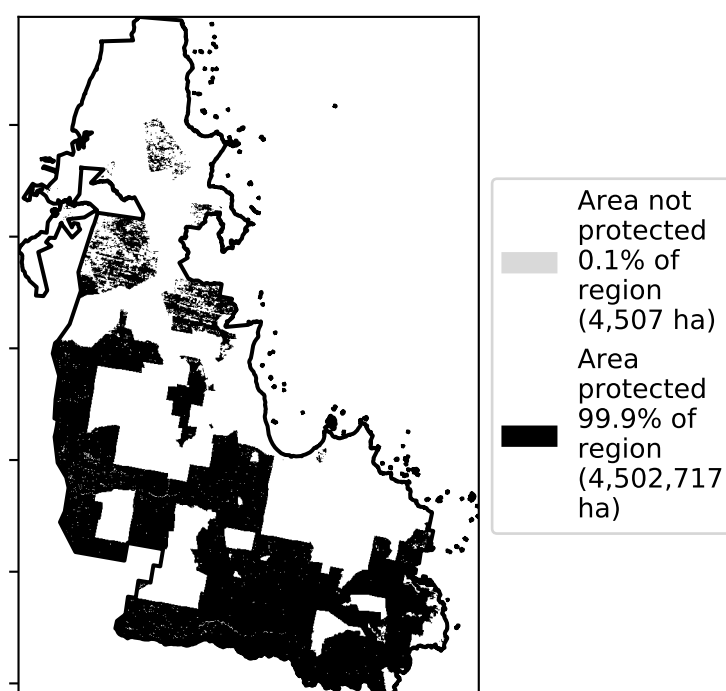 Area not
protected
0.1% of
region
(4,507 ha)
Area
protected
99.9% of
region
(4,502,717
ha)